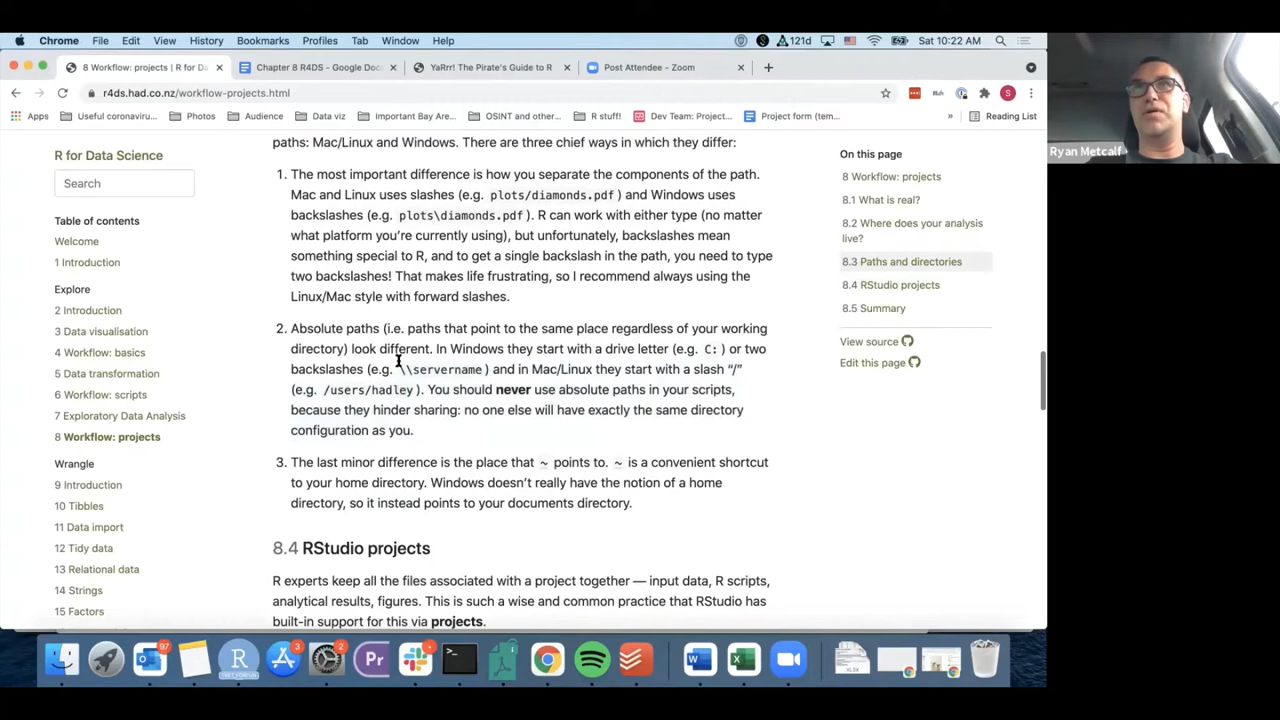 Chrome File Edit View History Bookmarks Profiles Tab Window Help 121d Sat 10:22 AM
8 Workflow: projects | R for Da Chapter 8 R4DS - Google Doc YaRrr! The Pirate's Guide to R Post Attendee - Zoom
r4ds.had.co.nz/workflow-projects.html
Apps Useful coronaviru... Photos Audience Data viz Important Bay Are... OSINT and other... R stuff! Dev Team: Project... Project form (tem... » Reading List
R for Data Science
Search
Table of contents
Welcome
1 Introduction
Explore
2 Introduction
3 Data visualisation
4 Workflow: basics
5 Data transformation
6 Workflow: scripts
7 Exploratory Data Analysis
8 Workflow: projects
Wrangle
9 Introduction
10 Tibbles
11 Data import
12 Tidy data
13 Relational data
14 Strings
15 Factors
paths: Mac/Linux and Windows. There are three chief ways in which they differ:
1. The most important difference is how you separate the components of the path.
Mac and Linux uses slashes (e.g. plots/diamonds.pdf) and Windows uses
backslashes (e.g. plots\diamonds.pdf). R can work with either type (no matter
what platform you're currently using), but unfortunately, backslashes mean
something special to R, and to get a single backslash in the path, you need to type
two backslashes! That makes life frustrating, so I recommend always using the
Linux/Mac style with forward slashes.
2. Absolute paths (i.e. paths that point to the same place regardless of your working
directory) look different. In Windows they start with a drive letter (e.g. C:) or two
backslashes (e.g. \\servername) and in Mac/Linux they start with a slash “/”
(e.g. /users/hadley). You should never use absolute paths in your scripts,
because they hinder sharing: no one else will have exactly the same directory
configuration as you.
3. The last minor difference is the place that ~ points to. ~ is a convenient shortcut
to your home directory. Windows doesn't really have the notion of a home
directory, so it instead points to your documents directory.
8.4 RStudio projects
R experts keep all the files associated with a project together — input data, R scripts,
analytical results, figures. This is such a wise and common practice that RStudio has
built-in support for this via projects.
On this page
8 Workflow: projects
8.1 What is real?
8.2 Where does your analysis
live?
8.3 Paths and directories
8.4 RStudio projects
8.5 Summary
View source
Edit this page
Ryan Metcalf
97 R 3 2 Pr W X